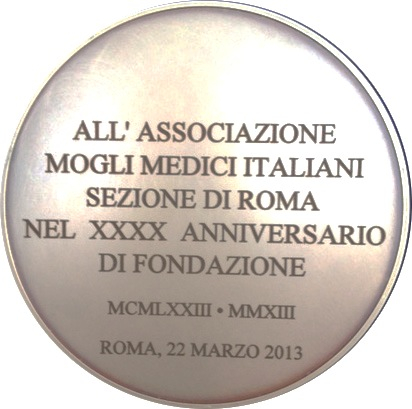 ALL' ASSOCIAZIONE
MOGLI MEDICI ITALIANI
SEZIONE DI ROMA
NEL XXXX ANNIVERSARIO
DI FONDAZIONE
MCMLXXIII • MMXIII
ROMA, 22 MARZO 2013